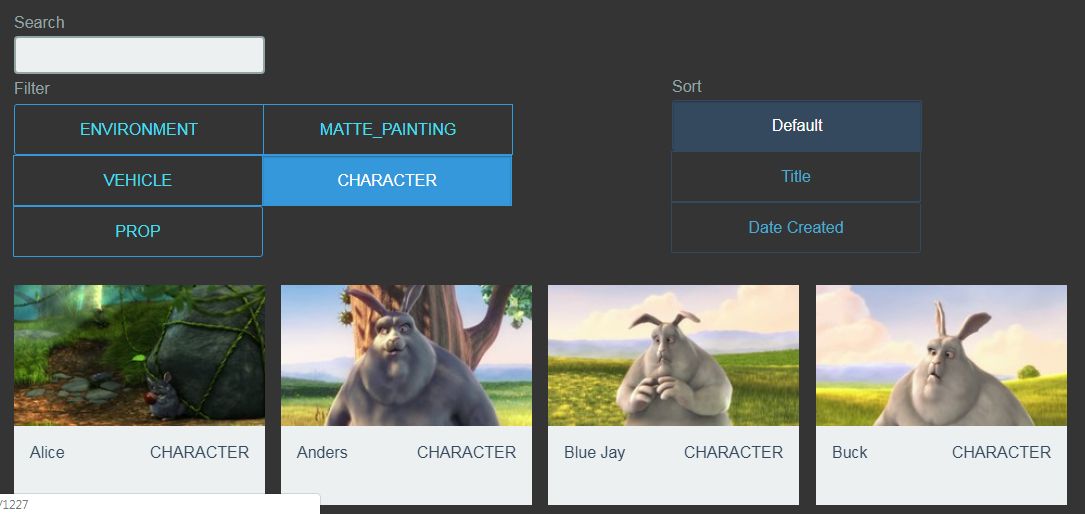 Search
Filter
Sort
ENVIRONMENT MATTE_PAINTING
Default
VEHICLE CHARACTER
Title
PROP
Date Created
Alice CHARACTER
Anders CHARACTER
Blue Jay CHARACTER
Buck CHARACTER
/1227